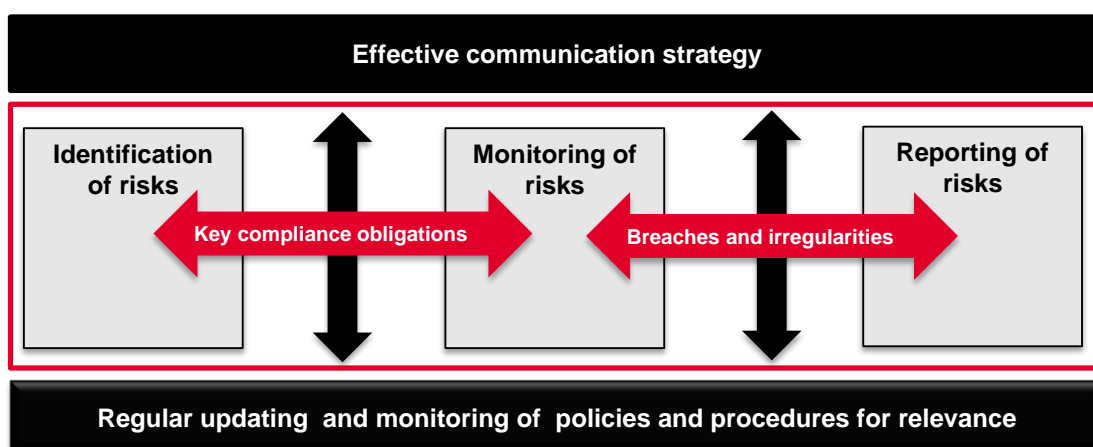 Effective communication strategy
Identification
of risks
Monitoring of
risks
Reporting of
risks
Key compliance obligations
Breaches and irregularities
Regular updating  and monitoring of  policies and procedures for relevance